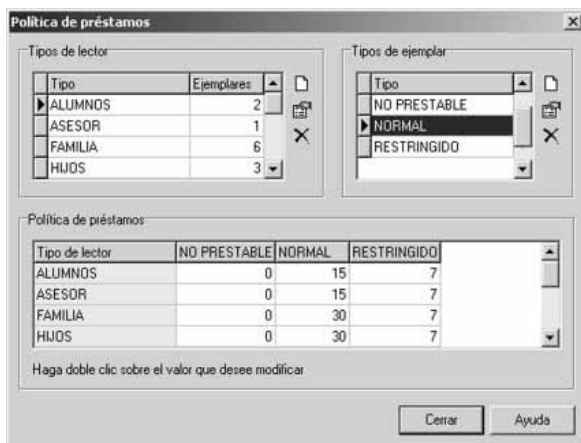 Política de préstamos
Tipos de lector
Tipo Ejemplares
ALUMNOS 2
ASESOR 1
FAMILIA 6
HIJOS 3
Tipos de ejemplar
Tipo
NO PRESTABLE
NORMAL
RESTRINGIDO
Política de préstamos
Tipo de lector NO PRESTABLE NORMAL RESTRINGIDO
ALUMNOS 0 15 7
ASESOR 0 15 7
FAMILIA 0 30 7
HIJOS 0 30 7
Haga doble clic sobre el valor que desee modificar
Cerrar Ayuda